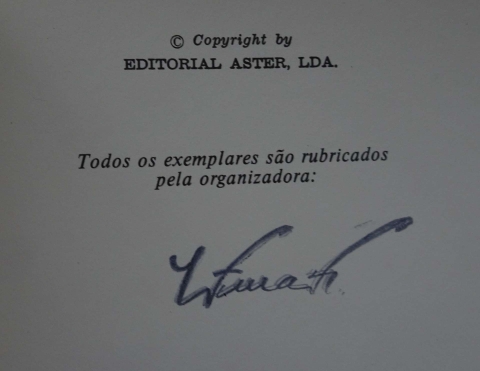 © Copyright by
EDITORIAL ASTER, LDA.
Todos os exemplares são rubricados
pela organizadora: